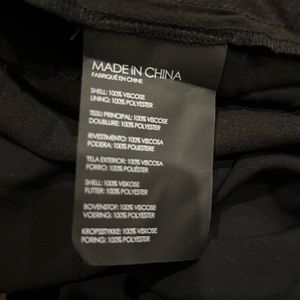 MADE IN CHINA
FABRIQUÉ EN CHINE
SHELL: 100% VISCOSE
LINING: 100% POLYESTER
TISSU PRINCIPAL: 100% VISCOSE
DOUBLURE: 100% POLYESTER
RIVESTIMENTO: 100% VISCOSA
FODERA: 100% POLIESTERE
TELA EXTERIOR: 100% VISCOSA
FORRO: 100% POLIÉSTER
SHELL: 100% VISKOSE
FUTTER: 100% POLYESTER
BOVENSTOF: 100% VISCOSE
VOERING: 100% POLYESTER
KROPSSTYKKE: 100% VISCOSE
FORING: 100% POLYESTER